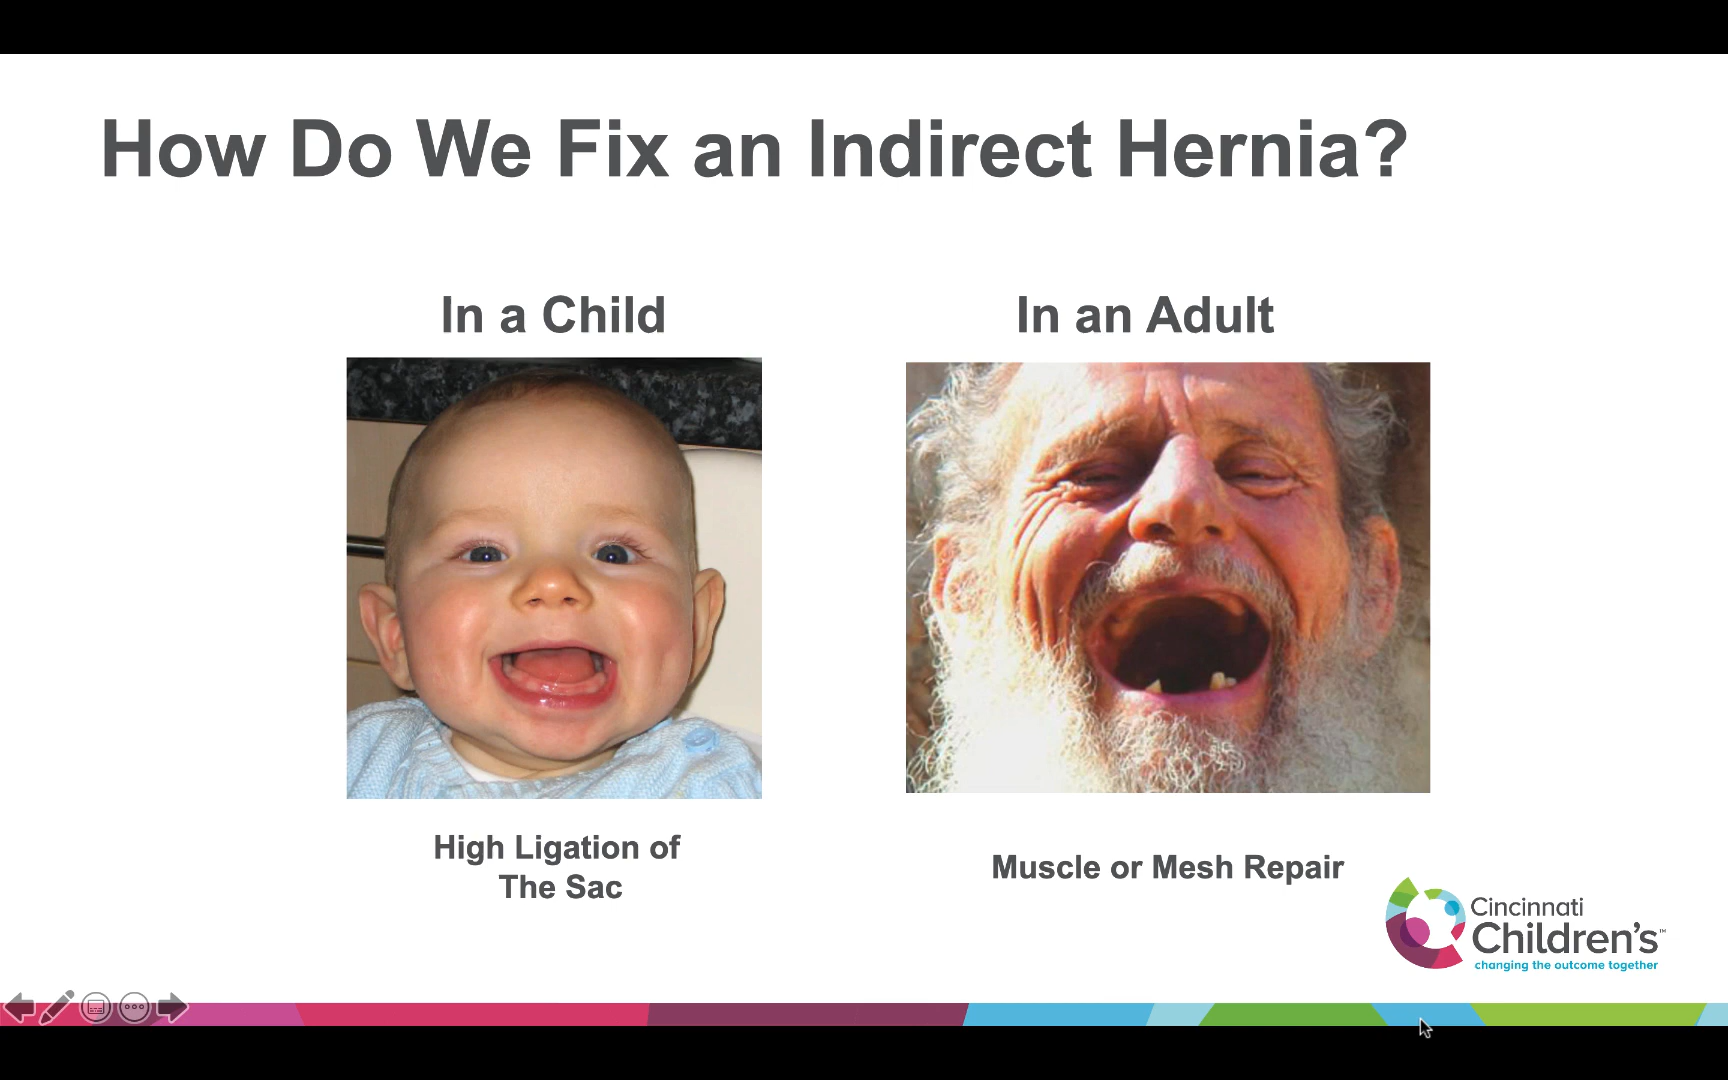 How Do We Fix an Indirect Hernia?
In a Child
In an Adult
High Ligation of
The Sac
Muscle or Mesh Repair
Cincinnati
Children's™
changing the outcome together